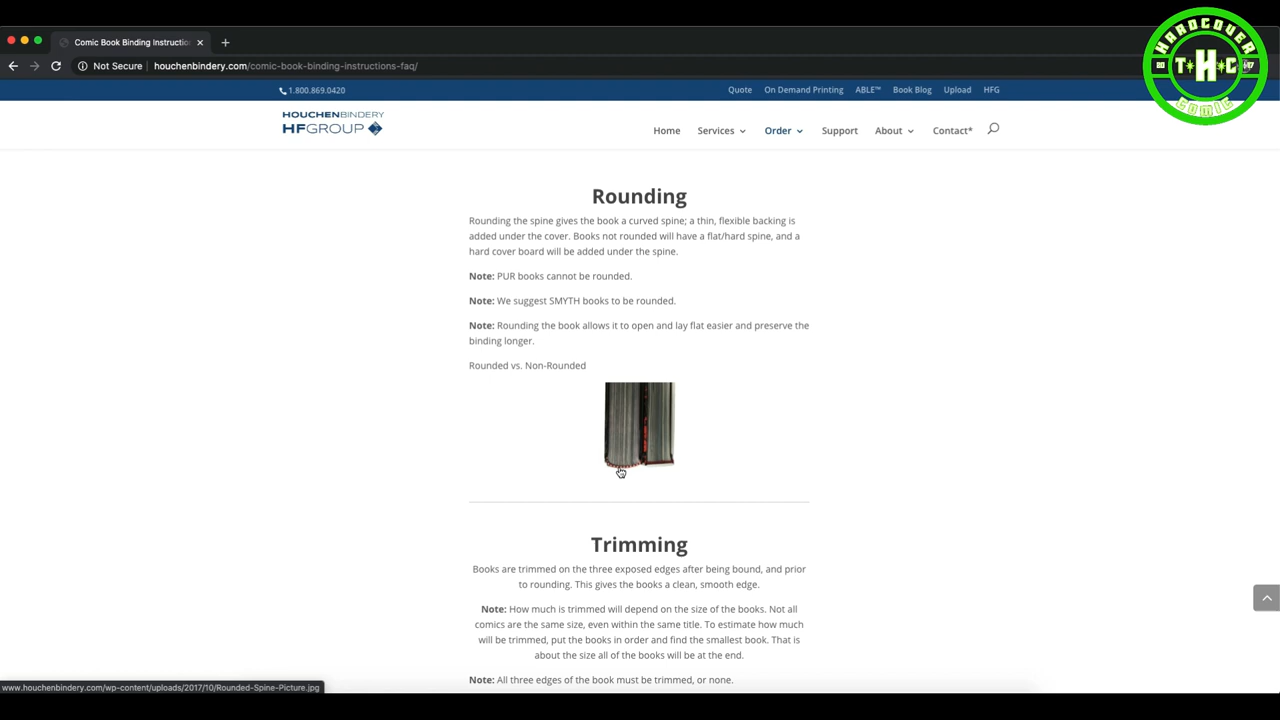 Comic Book Binding Instructio
Not Secure houchenbindery.com/comic-book-binding-instructions-faq/
HARDCOVER
20 T*H*C 17
COMIC
1.800.869.0420
Quote On Demand Printing ABLE™ Book Blog Upload HFG
HOUCHENBINDERY
HFGROUP
Home Services Order Support About Contact*
Rounding
Rounding the spine gives the book a curved spine; a thin, flexible backing is
added under the cover. Books not rounded will have a flat/hard spine, and a
hard cover board will be added under the spine.
Note: PUR books cannot be rounded.
Note: We suggest SMYTH books to be rounded.
Note: Rounding the book allows it to open and lay flat easier and preserve the
binding longer.
Rounded vs. Non-Rounded
Trimming
Books are trimmed on the three exposed edges after being bound, and prior
to rounding. This gives the books a clean, smooth edge.
Note: How much is trimmed will depend on the size of the books. Not all
comics are the same size, even within the same title. To estimate how much
will be trimmed, put the books in order and find the smallest book. That is
about the size all of the books will be at the end.
Note: All three edges of the book must be trimmed, or none.
www.houchenbindery.com/wp-content/uploads/2017/10/Rounded-Spine-Picture.jpg